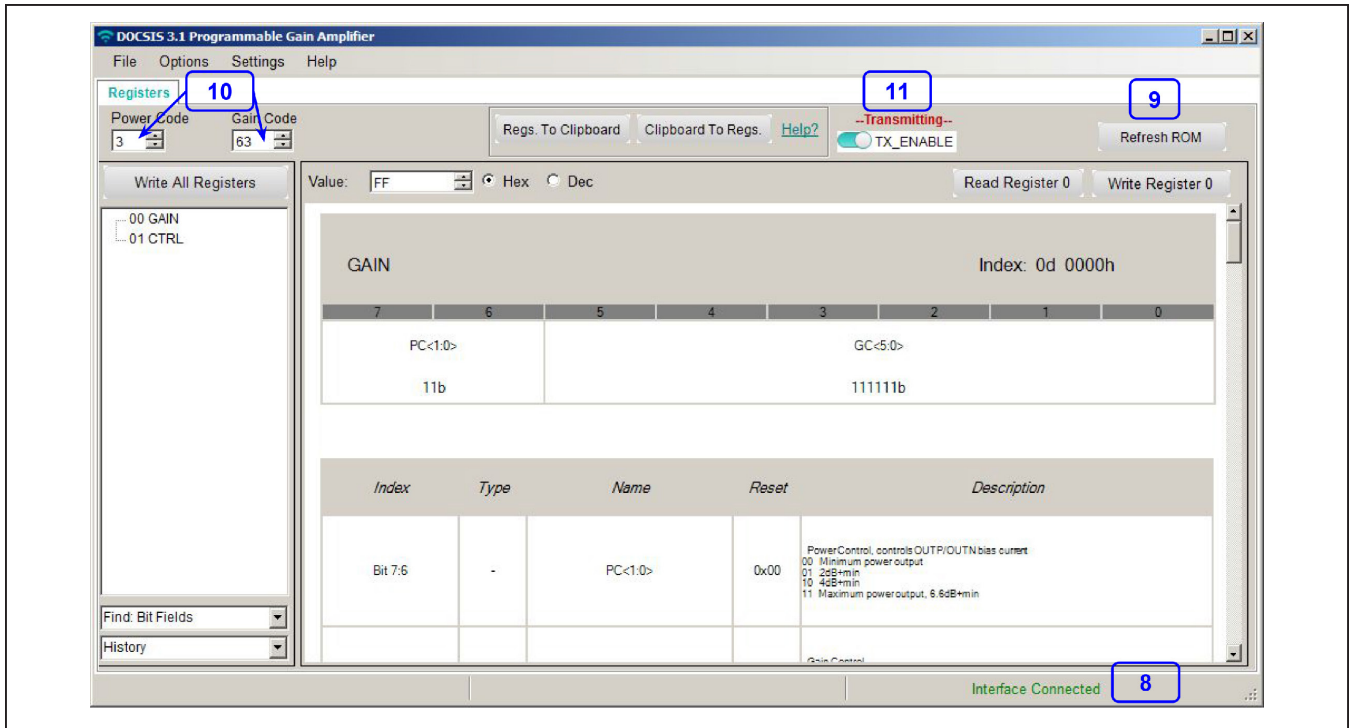 DOCSIS 3.1 Programmable Gain Amplifier
File Options Settings Help
Registers
10
11
9
Power Code Gain Code
3 63
Regs. To Clipboard Clipboard To Regs. Help?
--Transmitting--
TX_ENABLE
Refresh ROM
Write All Registers
Value: FF Hex Dec
Read Register 0 Write Register 0
00 GAIN
01 CTRL
GAIN Index: 0d 0000h
7 6 5 4 3 2 1 0
PC<1:0> GC<5:0>
11b 111111b
Index Type Name Reset Description
Bit 7:6 - PC<1:0> 0x00
PowerControl, controls OUTP/OUTN bias current
00 Minimum power output
01 2dB+min
10 4dB+min
11 Maximum power output, 6.6dB+min
Gain Control
Find: Bit Fields
History
Interface Connected
8